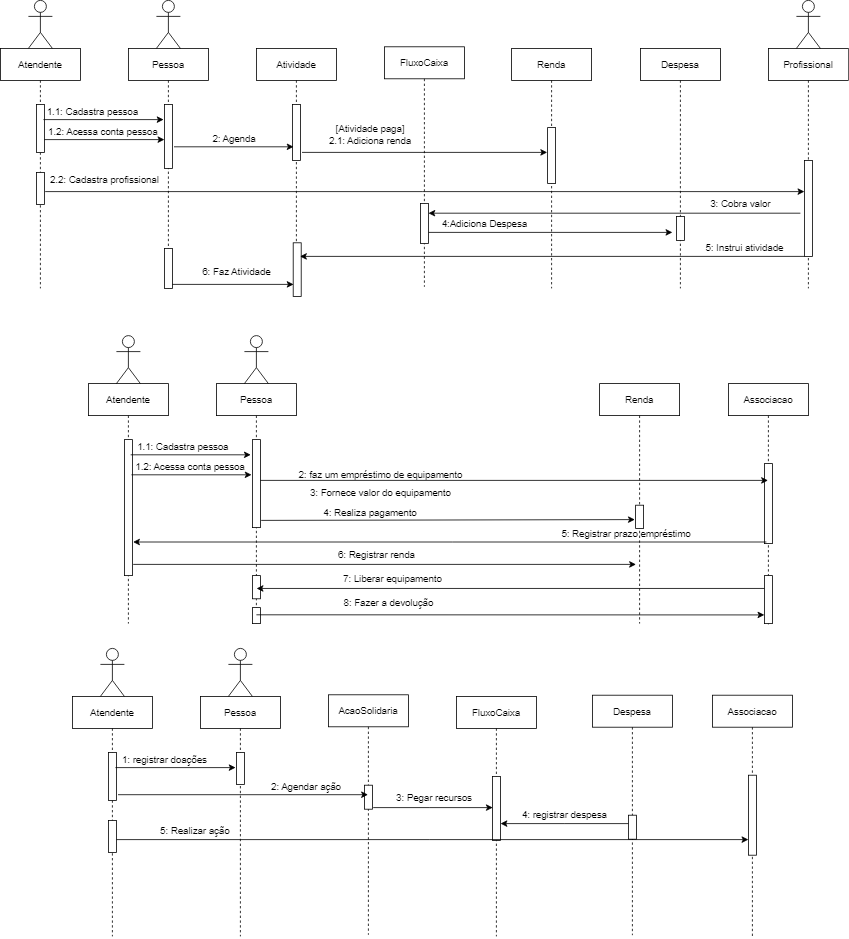 Atendente
Pessoa
Atividade
FluxoCaixa
Renda
Despesa
Profissional
1.1: Cadastra pessoa
1.2: Acessa conta pessoa
2: Agenda
[Atividade paga]
2.1: Adiciona renda
2.2: Cadastra profissional
3: Cobra valor
4:Adiciona Despesa
5: Instrui atividade
6: Faz Atividade
Atendente
Pessoa
Renda
Associacao
1.1: Cadastra pessoa
1.2: Acessa conta pessoa
2: faz um empréstimo de equipamento
3: Fornece valor do equipamento
4: Realiza pagamento
5: Registrar prazo empréstimo
6: Registrar renda
7: Liberar equipamento
8: Fazer a devolução
Atendente
Pessoa
AcaoSolidaria
FluxoCaixa
Despesa
Associacao
1: registrar doações
2: Agendar ação
3: Pegar recursos
4: registrar despesa
5: Realizar ação